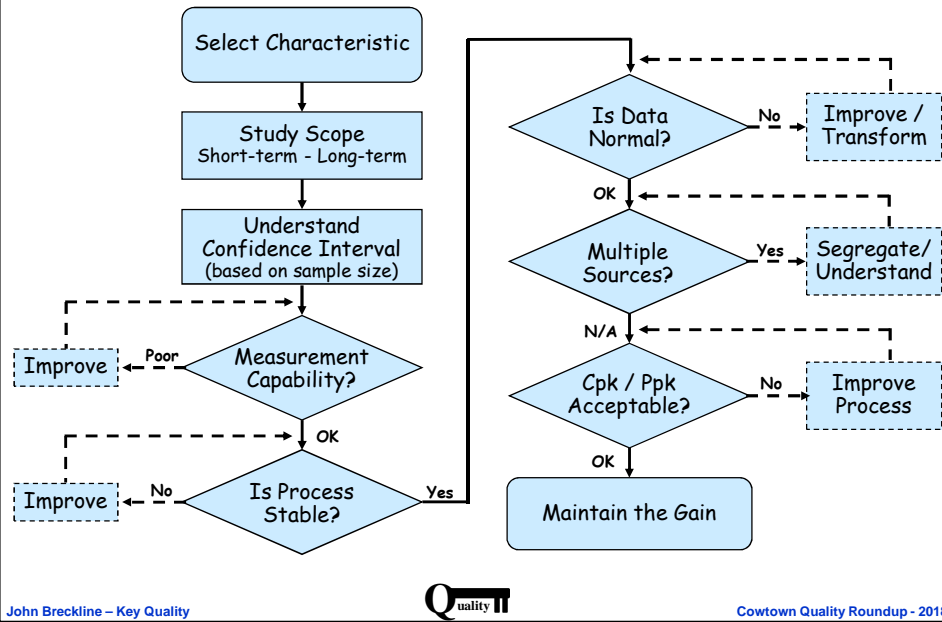 Select Characteristic
Study Scope
Short-term - Long-term
Understand
Confidence Interval
(based on sample size)
Measurement
Capability?
Poor
Improve
OK
Is Process
Stable?
No
Improve
Yes
Is Data
Normal?
No
Improve /
Transform
OK
Multiple
Sources?
Yes
Segregate/
Understand
N/A
Cpk / Ppk
Acceptable?
No
Improve
Process
OK
Maintain the Gain
John Breckline – Key Quality
Quality
Cowtown Quality Roundup - 2018